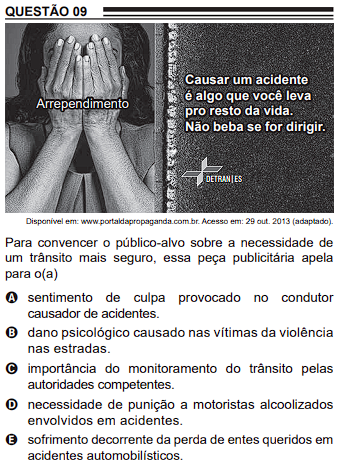 QUESTÃO 09
Arrependimento
Causar um acidente
é algo que você leva
pro resto da vida.
Não beba se for dirigir.
DETRAN|ES
Disponível em: www.portaldapropaganda.com.br. Acesso em: 29 out. 2013 (adaptado).
Para convencer o público-alvo sobre a necessidade de
um trânsito mais seguro, essa peça publicitária apela
para o(a)
A sentimento de culpa provocado no condutor
causador de acidentes.
B dano psicológico causado nas vítimas da violência
nas estradas.
C importância do monitoramento do trânsito pelas
autoridades competentes.
D necessidade de punição a motoristas alcoolizados
envolvidos em acidentes.
E sofrimento decorrente da perda de entes queridos em
acidentes automobilísticos.